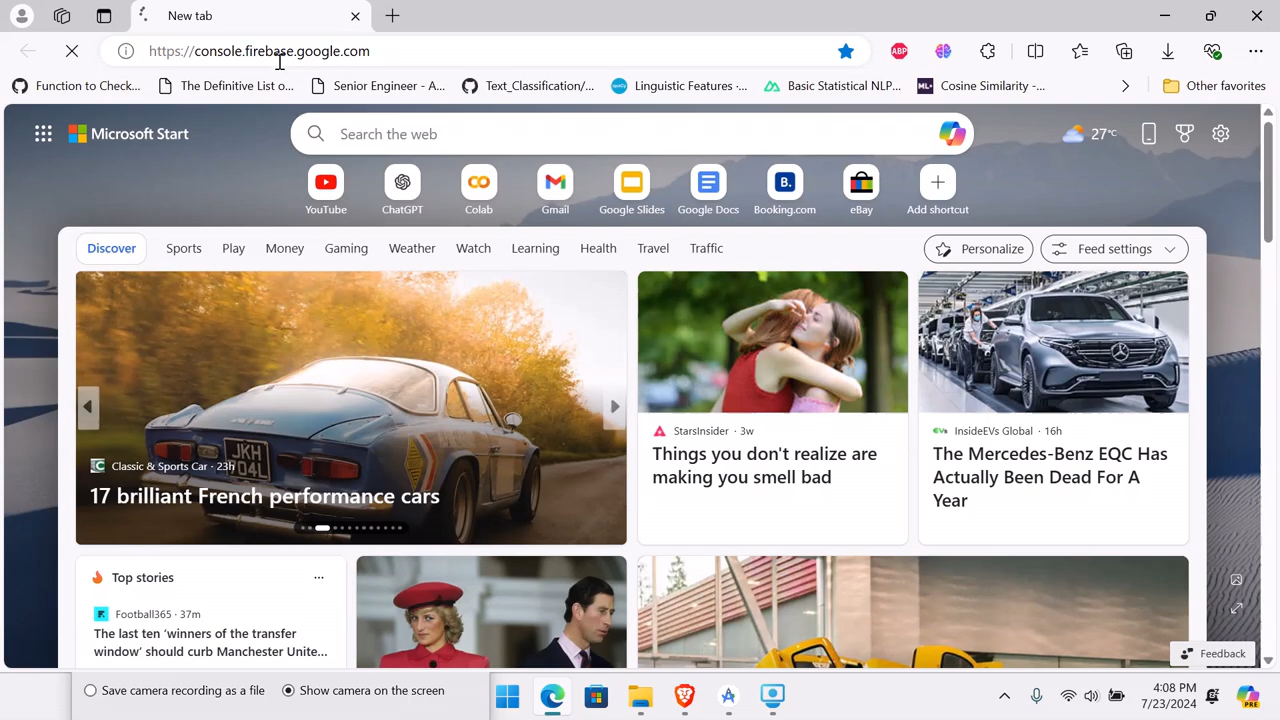 New tab
https://console.firebase.google.com
ABP
Function to Check...
The Definitive List o...
Senior Engineer - A...
Text_Classification/...
Linguistic Features ·...
Basic Statistical NLP...
ML+
Cosine Similarity -...
Other favorites
Microsoft Start
Search the web
27°C
YouTube
ChatGPT
Colab
Gmail
Google Slides
Google Docs
B.
Booking.com
eBay
Add shortcut
Discover
Sports
Play
Money
Gaming
Weather
Watch
Learning
Health
Travel
Traffic
Personalize
Feed settings
JKH
04L
Classic & Sports Car · 23h
17 brilliant French performance cars
StarsInsider · 3w
Things you don't realize are
making you smell bad
InsideEVs Global · 16h
The Mercedes-Benz EQC Has
Actually Been Dead For A
Year
Top stories
Football365 · 37m
The last ten 'winners of the transfer
window' should curb Manchester Unite...
Feedback
Save camera recording as a file
Show camera on the screen
4:08 PM
7/23/2024
PRE